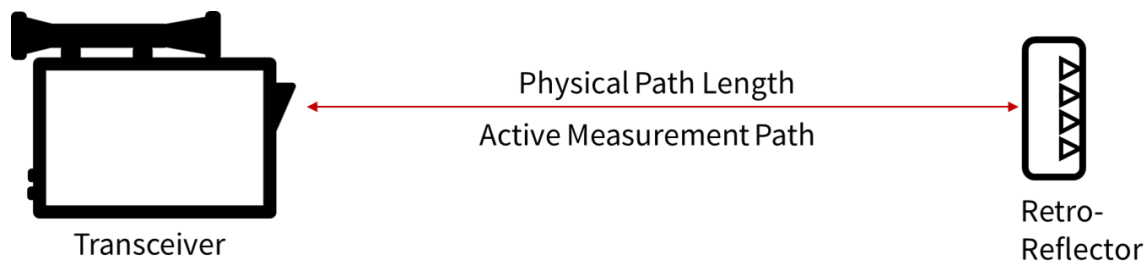 Physical Path Length
Active Measurement Path
Transceiver
Retro-
Reflector